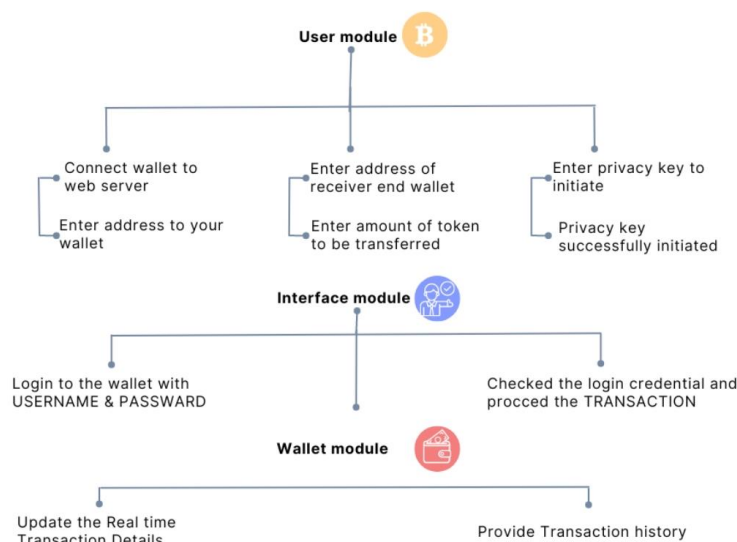 User module
Connect wallet to
web server
Enter address to your
wallet
Enter address of
receiver end wallet
Enter amount of token
to be transferred
Enter privacy key to
initiate
Privacy key
successfully initiated
Interface module
Login to the wallet with
USERNAME & PASSWARD
Checked the login credential and
procced the TRANSACTION
Wallet module
Update the Real time
Transaction Details
Provide Transaction history